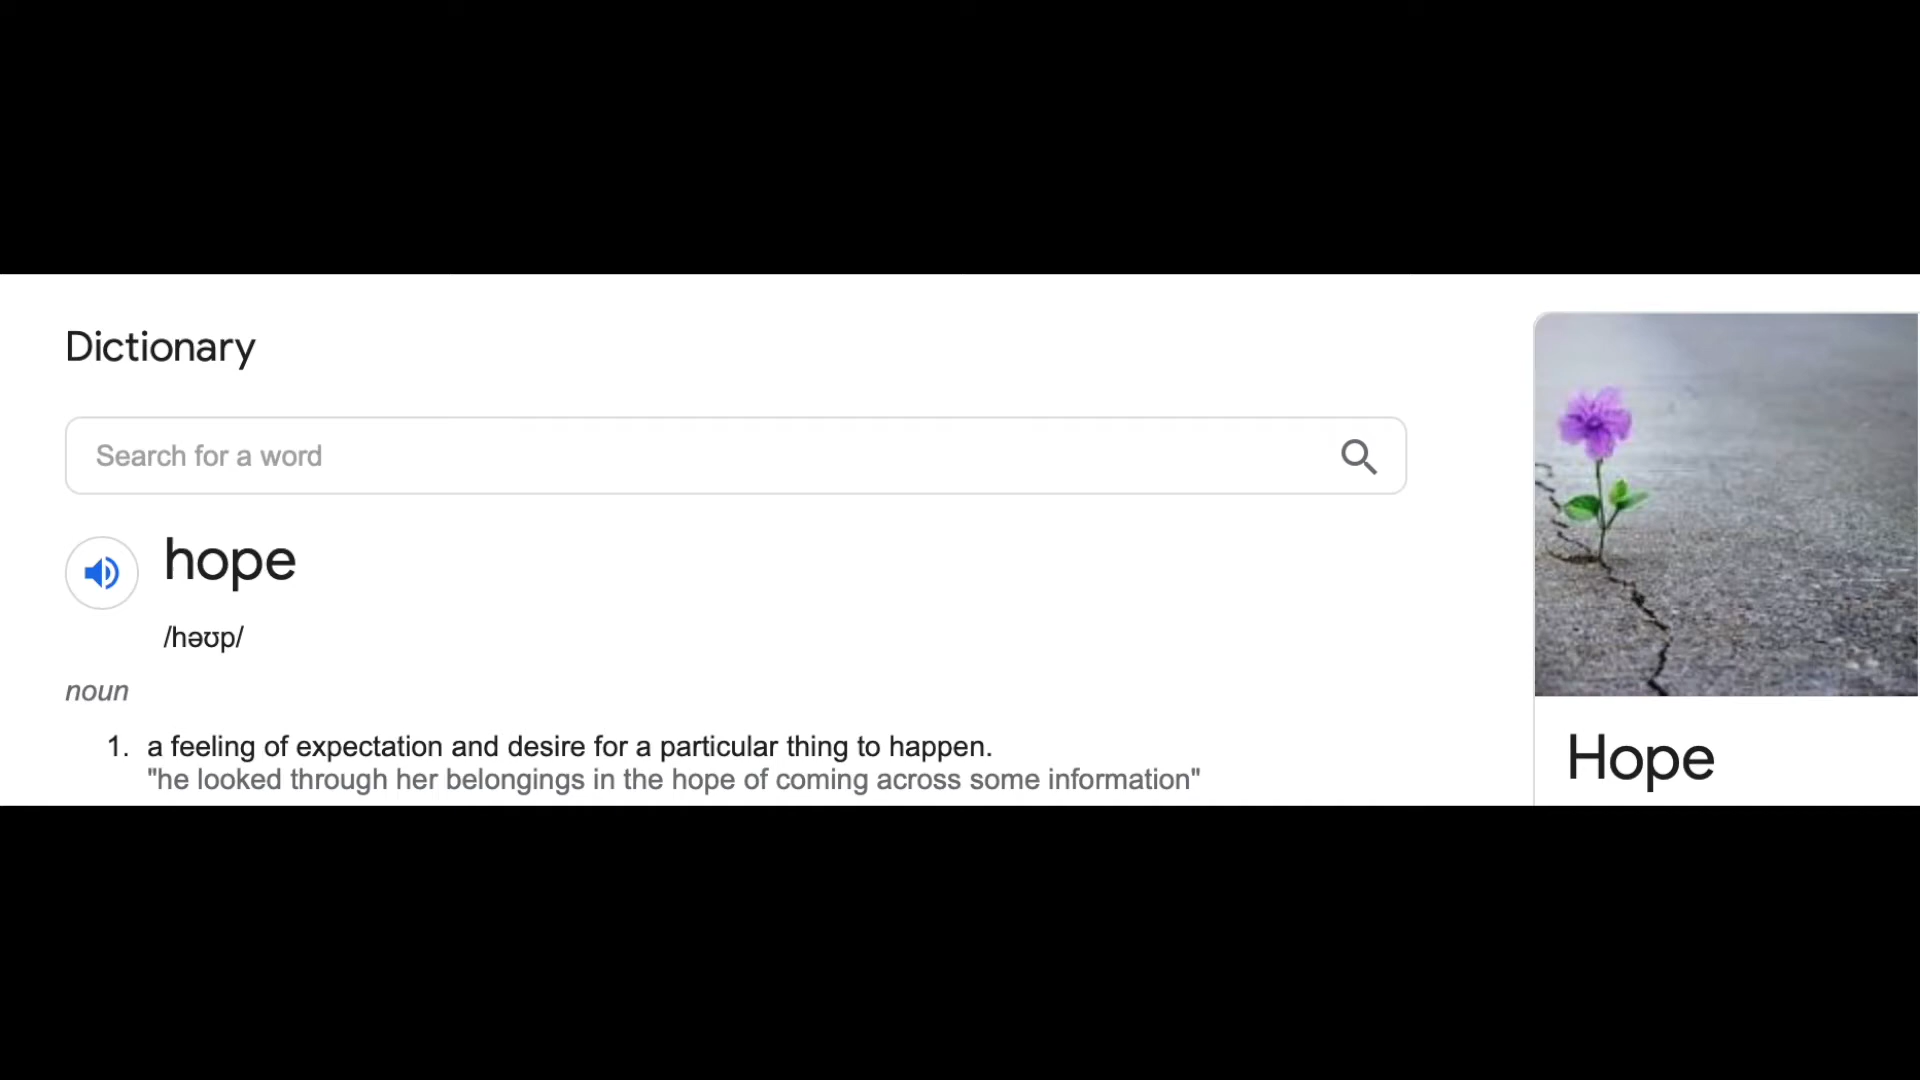 Dictionary
Search for a word
hope
/həʊp/
noun
1. a feeling of expectation and desire for a particular thing to happen.
"he looked through her belongings in the hope of coming across some information"
Hope